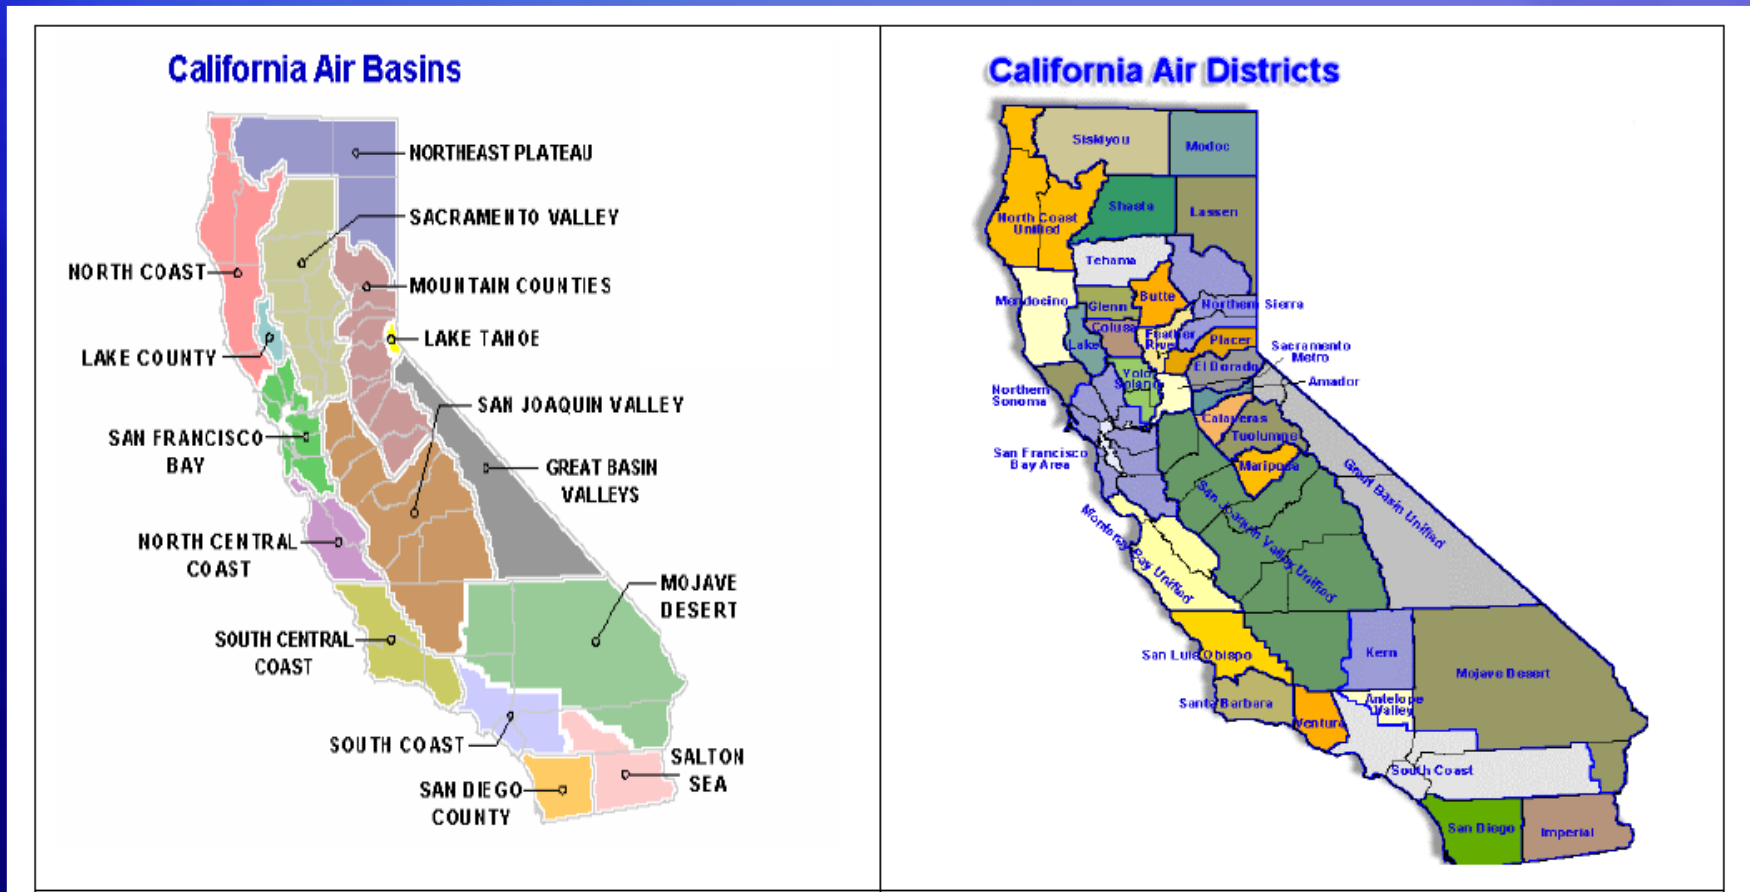 California Air Basins
NORTHEAST PLATEAU
SACRAMENTO VALLEY
NORTH COAST
MOUNTAIN COUNTIES
LAKE TAHOE
LAKE COUNTY
SAN JOAQUIN VALLEY
SAN FRANCISCO
BAY
GREAT BASIN
VALLEYS
NORTH CENTRAL
COAST
MOJAVE
DESERT
SOUTH CENTRAL
COAST
SOUTH COAST
SALTON
SEA
SAN DIEGO
COUNTY
California Air Districts
Siskiyou
Modoc
Shasta
Lassen
North Coast
Unified
Tehama
Mendocino
Glenn
Butte
Northern Sierra
Colusa
Feather
River
Lake
Placer
Sacramento
Metro
El Dorado
Yolo
Solano
Amador
Northern
Sonoma
Calaveras
Tuolumne
San Francisco
Bay Area
Mariposa
Great Basin Unified
San Joaquin Valley Unified
Monterey Bay Unified
San Luis Obispo
Kern
Mojave Desert
Santa Barbara
Antelope
Valley
Ventura
South Coast
San Diego
Imperial